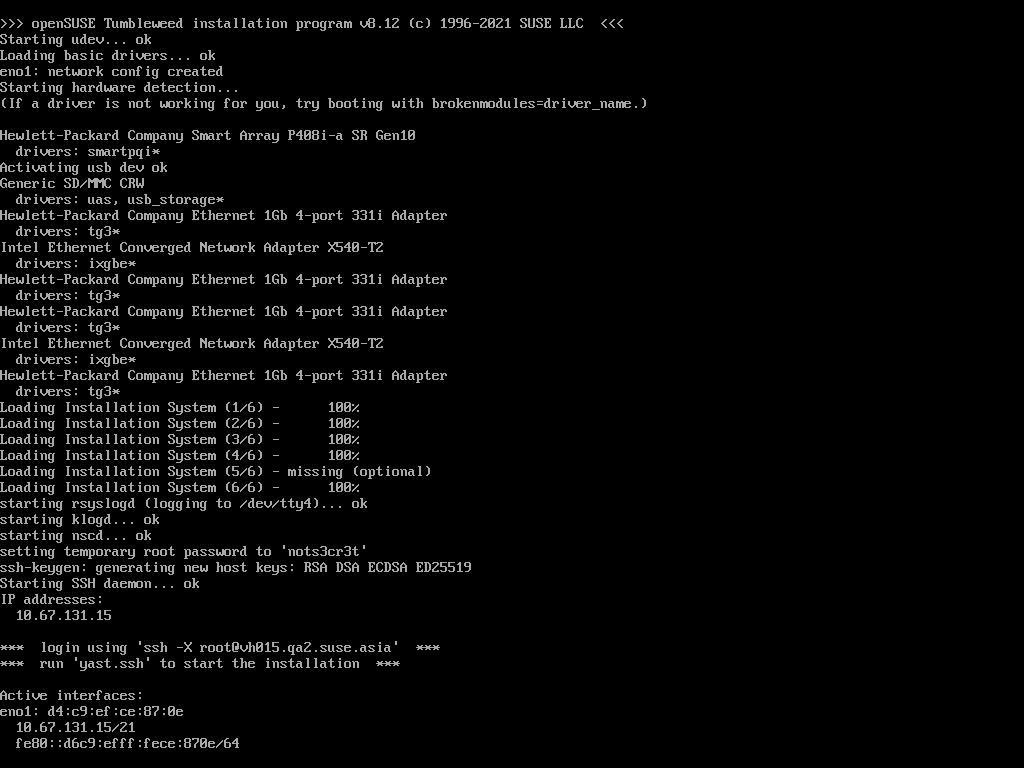 >>> openSUSE Tumbleweed installation program v8.12 (c) 1996-2021 SUSE LLC  <<<
Starting udev... ok
Loading basic drivers... ok
eno1: network config created
Starting hardware detection...
(If a driver is not working for you, try booting with brokenmodules=driver_name.)
Hewlett-Packard Company Smart Array P408i-a SR Gen10
  drivers: smartpqi*
Activating usb dev ok
Generic SD/MMC CRW
  drivers: uas, usb_storage*
Hewlett-Packard Company Ethernet 1Gb 4-port 331i Adapter
  drivers: tg3*
Intel Ethernet Converged Network Adapter X540-T2
  drivers: ixgbe*
Hewlett-Packard Company Ethernet 1Gb 4-port 331i Adapter
  drivers: tg3*
Hewlett-Packard Company Ethernet 1Gb 4-port 331i Adapter
  drivers: tg3*
Intel Ethernet Converged Network Adapter X540-T2
  drivers: ixgbe*
Hewlett-Packard Company Ethernet 1Gb 4-port 331i Adapter
  drivers: tg3*
Loading Installation System (1/6) -      100%
Loading Installation System (2/6) -      100%
Loading Installation System (3/6) -      100%
Loading Installation System (4/6) -      100%
Loading Installation System (5/6) - missing (optional)
Loading Installation System (6/6) -      100%
starting rsyslogd (logging to /dev/tty4)... ok
starting klogd... ok
starting nscd... ok
setting temporary root password to 'nots3cr3t'
ssh-keygen: generating new host keys: RSA DSA ECDSA ED25519
Starting SSH daemon... ok
IP addresses:
  10.67.131.15
***  login using 'ssh -X root@vh015.qa2.suse.asia'  ***
***  run 'yast.ssh' to start the installation  ***
Active interfaces:
eno1: d4:c9:ef:ce:87:0e
  10.67.131.15/21
  fe80::d6c9:efff:fece:870e/64